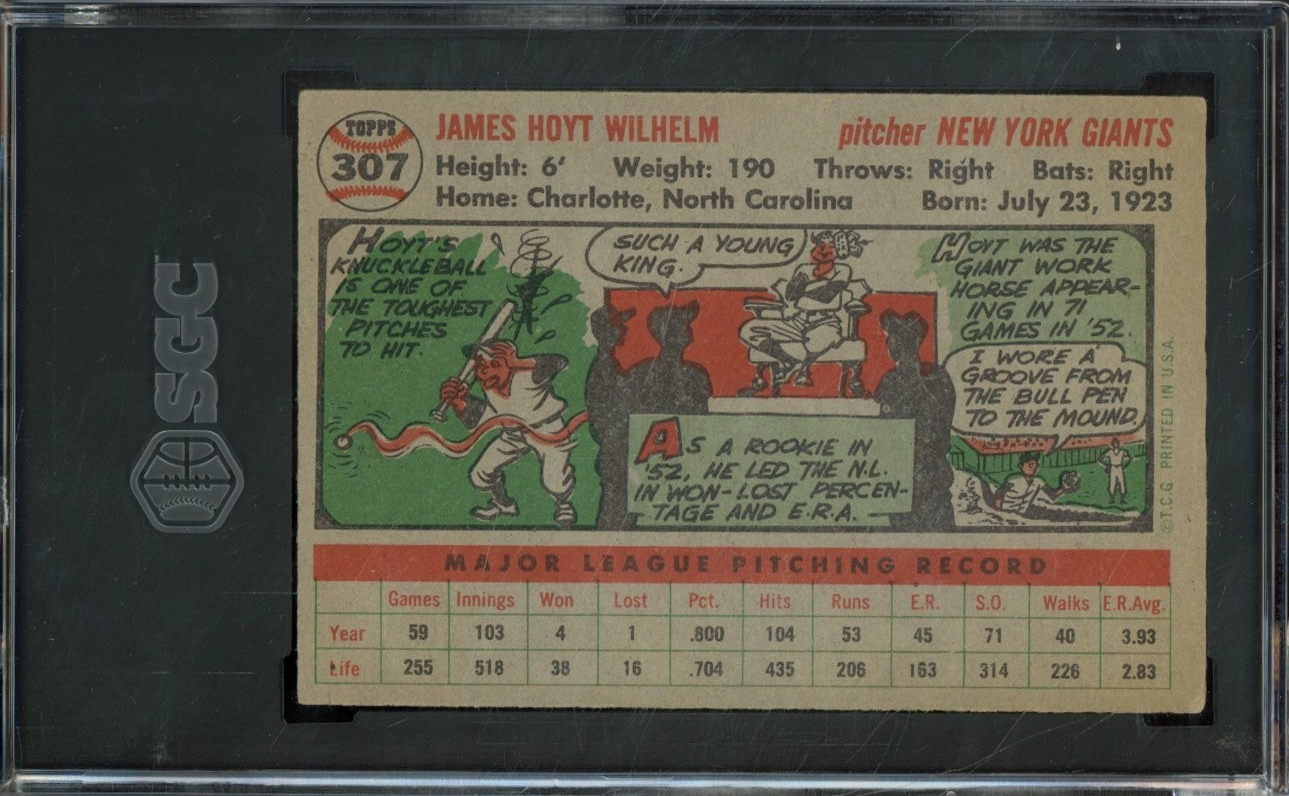 SGC
TOPPS
307
JAMES HOYT WILHELM pitcher NEW YORK GIANTS
Height: 6' Weight: 190 Throws: Right Bats: Right
Home: Charlotte, North Carolina Born: July 23, 1923
HOYT'S
KNUCKLEBALL
IS ONE OF
THE TOUGHEST
PITCHES
TO HIT.
SUCH A YOUNG
KING.
AS A ROOKIE IN
'52, HE LED THE N.L.
IN WON-LOST PERCEN-
TAGE AND E.R.A.
HOYT WAS THE
GIANT WORK
HORSE APPEAR-
ING IN 71
GAMES IN '52.
I WORE A
GROOVE FROM
THE BULL PEN
TO THE MOUND.
©T.C.G. PRINTED IN U.S.A.
MAJOR LEAGUE PITCHING RECORD
Games Innings Won Lost Pct. Hits Runs E.R. S.O. Walks E.R.Avg.
Year 59 103 4 1 .800 104 53 45 71 40 3.93
Life 255 518 38 16 .704 435 206 163 314 226 2.83